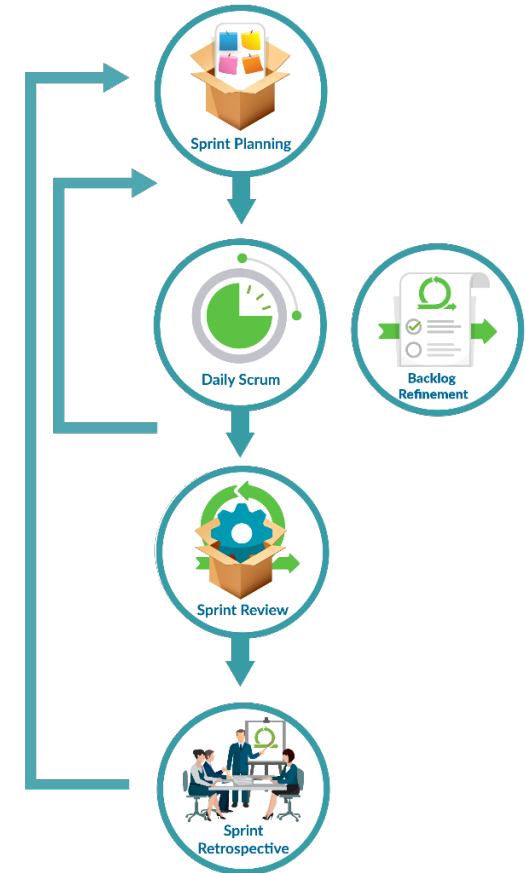 Sprint Planning
Daily Scrum
Backlog
Refinement
Sprint Review
Sprint
Retrospective